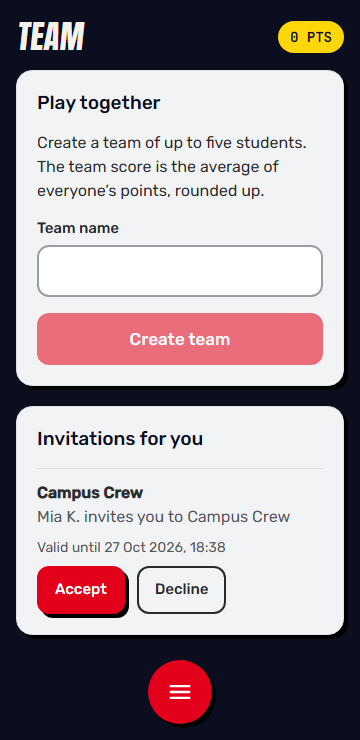 TEAM
0 PTS
Play together
Create a team of up to five students.
The team score is the average of
everyone’s points, rounded up.
Team name
Create team
Invitations for you
Campus Crew
Mia K. invites you to Campus Crew
Valid until 27 Oct 2026, 18:38
Accept
Decline